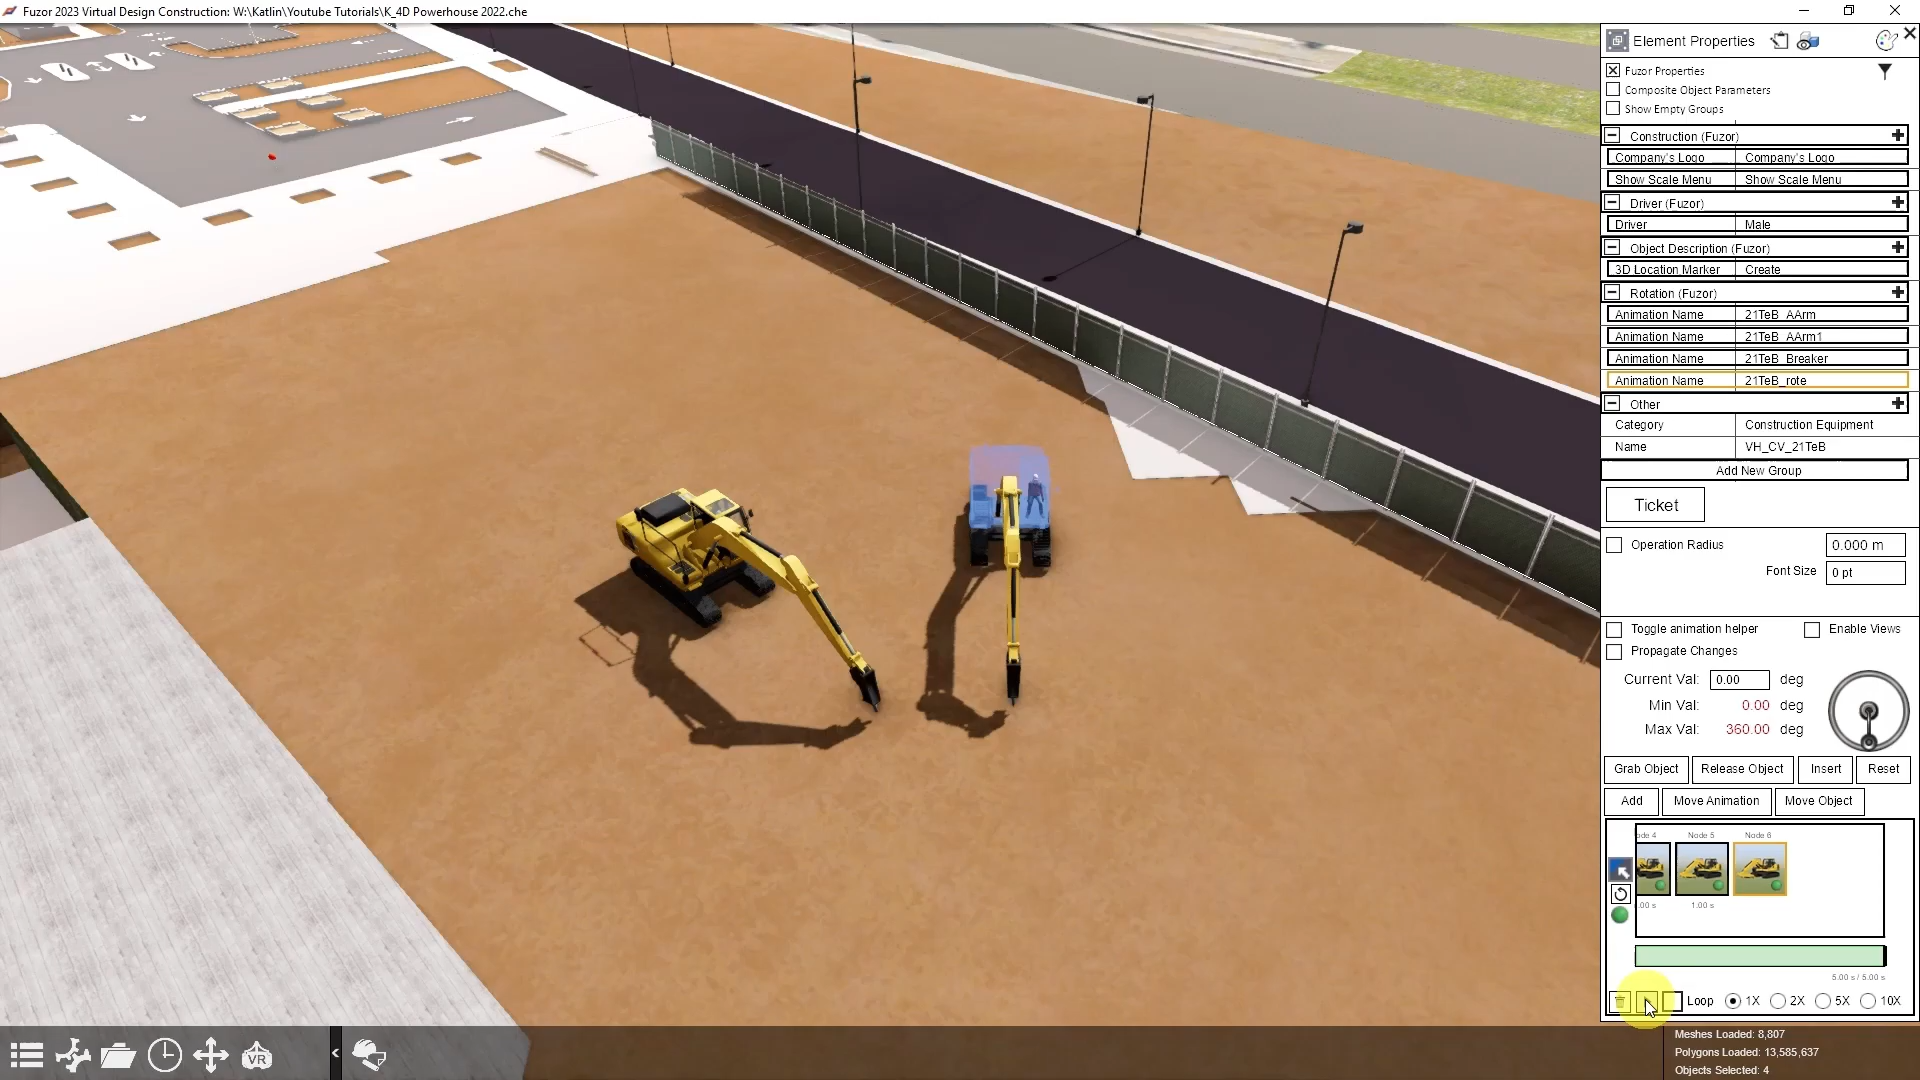 Fuzor 2023 Virtual Design Construction: W:\Katlin\Youtube Tutorials\K_4D Powerhouse 2022.che
Element Properties
Fuzor Properties
Composite Object Parameters
Show Empty Groups
Construction (Fuzor)
Company's Logo Company's Logo
Show Scale Menu Show Scale Menu
Driver (Fuzor)
Driver Male
Object Description (Fuzor)
3D Location Marker Create
Rotation (Fuzor)
Animation Name 21TeB_AArm
Animation Name 21TeB_AArm1
Animation Name 21TeB_Breaker
Animation Name 21TeB_rote
Other
Category Construction Equipment
Name VH_CV_21TeB
Add New Group
Ticket
Operation Radius 0.000 m
Font Size 0 pt
Toggle animation helper Enable Views
Propagate Changes
Current Val: 0.00 deg
Min Val: 0.00 deg
Max Val: 360.00 deg
Grab Object Release Object Insert Reset
Add Move Animation Move Object
ode 4 Node 5 Node 6
.00 s 1.00 s
5.00 s / 5.00 s
Loop 1X 2X 5X 10X
VR
<
Meshes Loaded: 8,807
Polygons Loaded: 13,585,637
Objects Selected: 4